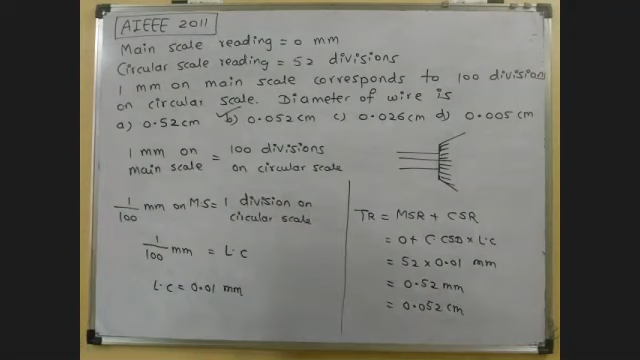 AIEEE 2011
Main scale reading = 0 mm
Circular scale reading = 52 divisions
1 mm on main scale corresponds to 100 divisions
on circular scale. Diameter of wire is
a) 0.52cm b) 0.052cm c) 0.026cm d) 0.005cm
1 mm on main scale = 100 divisions on circular scale
1/100 mm on M.S = 1 division on circular scale
1/100 mm = L.C
L.C = 0.01 mm
TR = MSR + CSR
= 0 + C CSD x L.C
= 52 x 0.01 mm
= 0.52 mm
= 0.052 cm